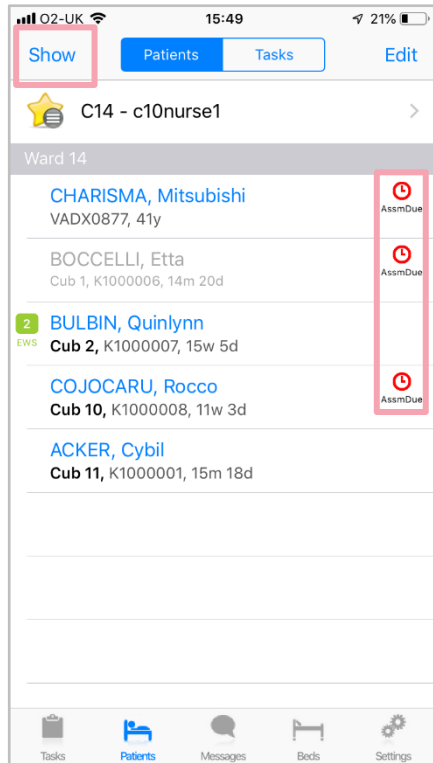 O2-UK 15:49 21%
Show Patients Tasks Edit
C14 - c10nurse1
Ward 14
CHARISMA, Mitsubishi
VADX0877, 41y
AssmDue
BOCCELLI, Etta
Cub 1, K1000006, 14m 20d
AssmDue
2 BULBIN, Quinlynn
EWS Cub 2, K1000007, 15w 5d
COJOCARU, Rocco
Cub 10, K1000008, 11w 3d
AssmDue
ACKER, Cybil
Cub 11, K1000001, 15m 18d
Tasks Patients Messages Beds Settings